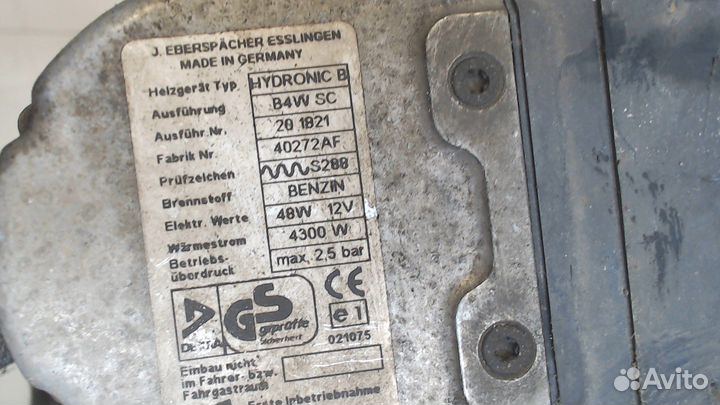 J. EBERSPÄCHER ESSLINGEN
MADE IN GERMANY
Heizgerät Typ HYDRONIC B
Ausführung B4W SC
Ausführ.Nr. 20 1821
Fabrik Nr. 40272AF
Prüfzeichen S288
Brennstoff BENZIN
Elektr. Werte 48W 12V
Wärmestrom 4300 W
Betriebs-
überdruck max. 2,5 bar
DEKRA
GS
geprüfte
Sicherheit
CE
e1
021075
Einbau nicht
im Fahrer- bzw.
Fahrgastraum
Erste Inbetriebnahme
Avito